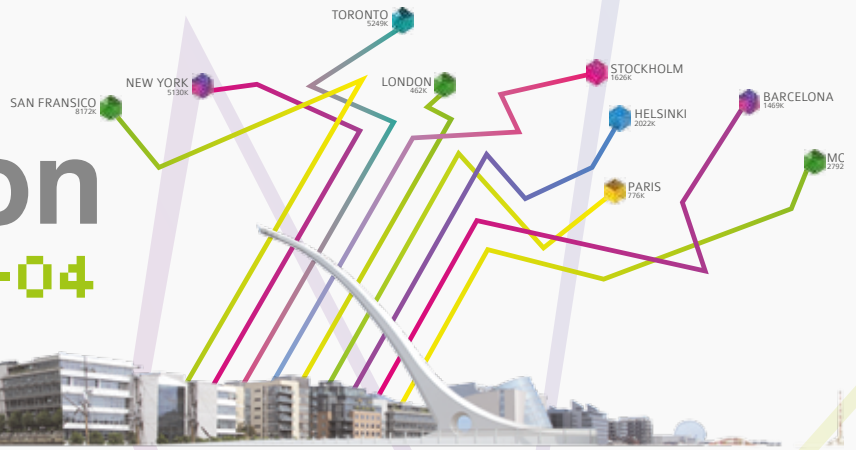 TORONTO
5249K
NEW YORK
5130K
LONDON
462K
STOCKHOLM
1626K
SAN FRANSICO
8172K
BARCELONA
1469K
HELSINKI
2022K
MC
2792
PARIS
776K
on
-04